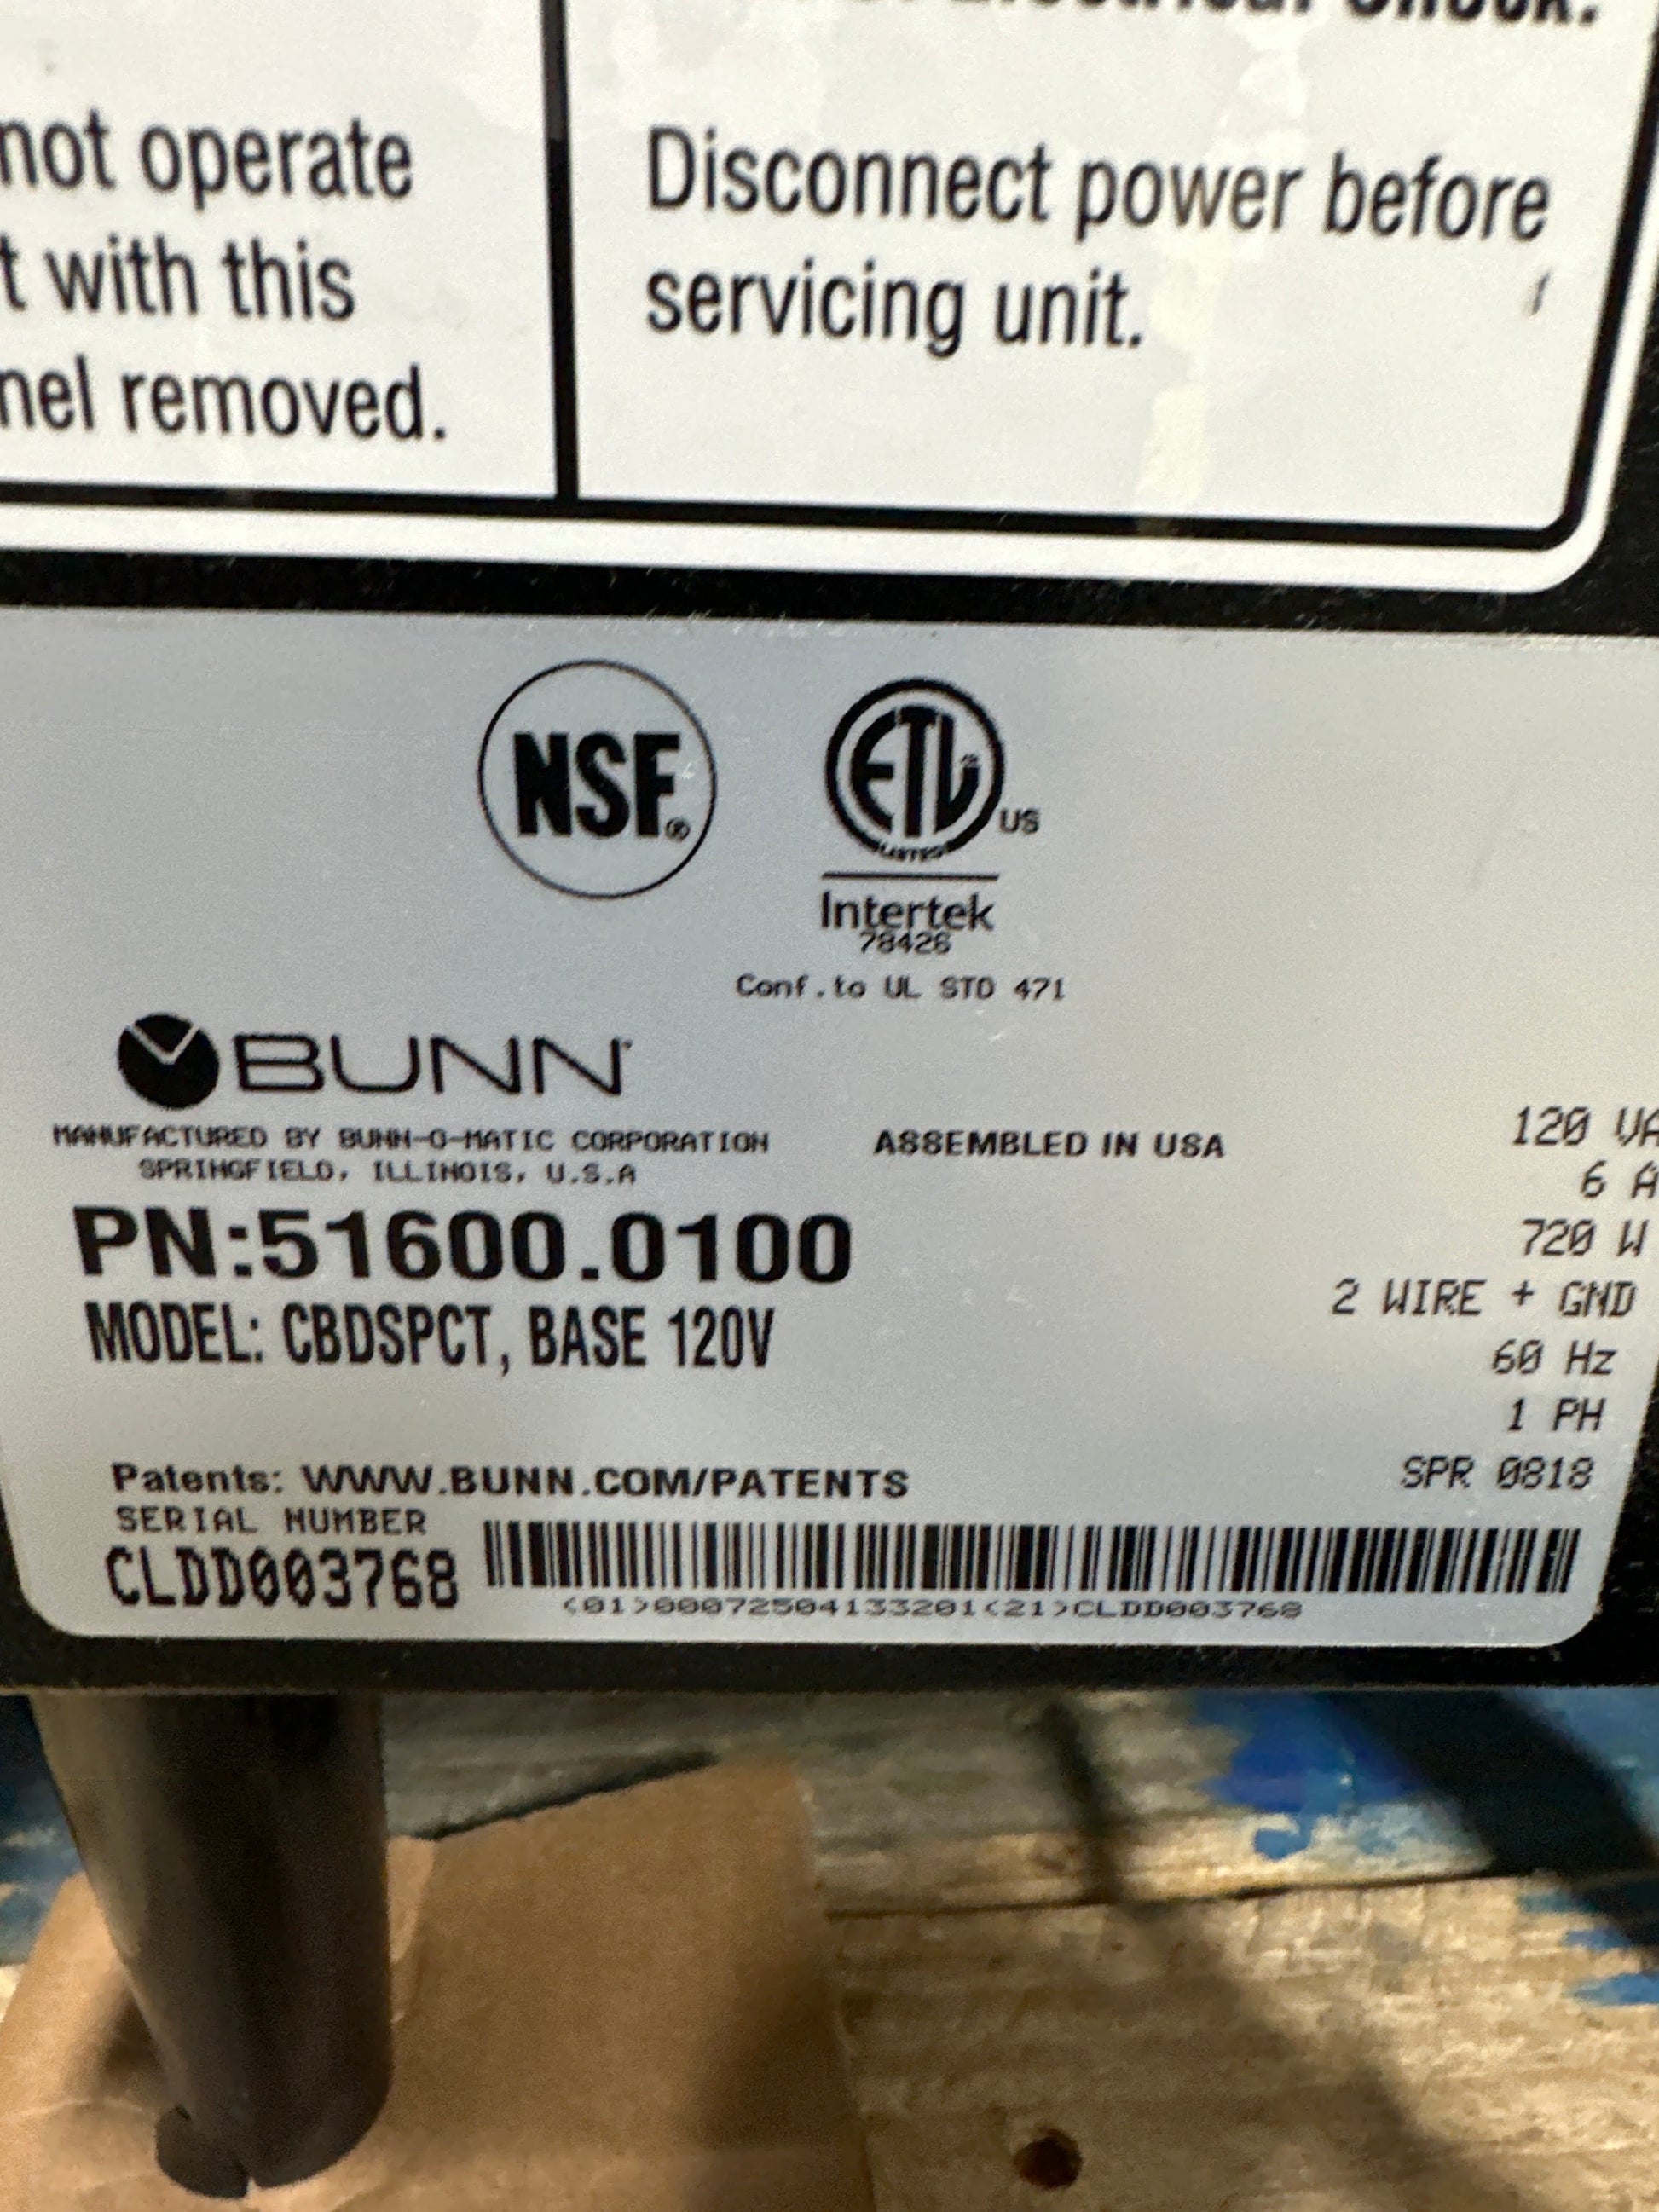 Electrical Shock.
not operate
t with this
nel removed.
Disconnect power before
servicing unit.
NSF®
ETL
LISTED
US
Intertek
78426
Conf.to UL STD 471
BUNN
MANUFACTURED BY BUNN-O-MATIC CORPORATION
SPRINGFIELD, ILLINOIS, U.S.A
ASSEMBLED IN USA
PN:51600.0100
MODEL: CBDSPCT, BASE 120V
120 VA
6 A
720 W
2 WIRE + GND
60 Hz
1 PH
SPR 0818
Patents: WWW.BUNN.COM/PATENTS
SERIAL NUMBER
CLDD003768
(01)00072504133201(21)CLDD003768